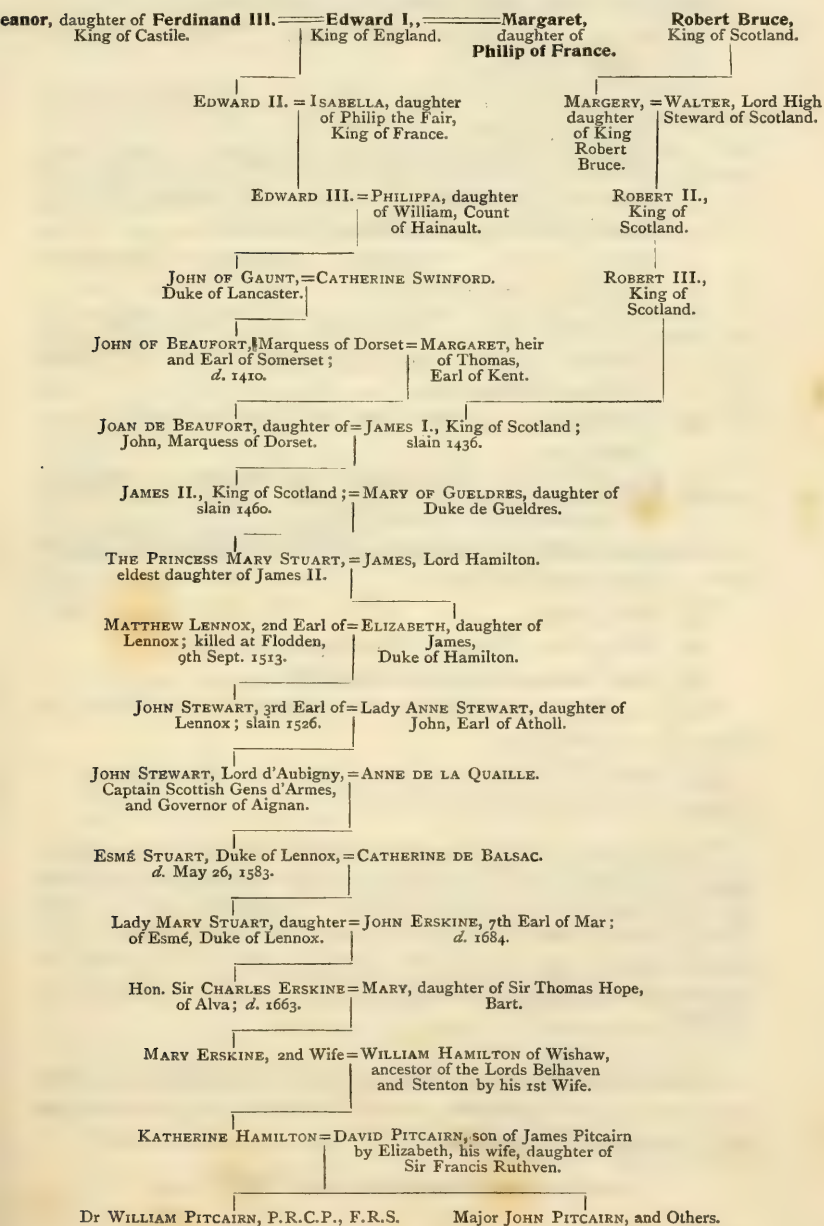 eanor, daughter of Ferdinand III. Edward I,, Margaret, Robert Bruce,
King of Castile. King of England. daughter of King of Scotland.
Philip of France.
EDWARD II. = ISABELLA, daughter MARGERY, = WALTER, Lord High
of Philip the Fair, daughter Steward of Scotland.
King of France. of King
Robert
Bruce.
EDWARD III. = PHILIPPA, daughter ROBERT II.,
of William, Count King of
of Hainault. Scotland.
JOHN OF GAUNT, = CATHERINE SWINFORD. ROBERT III.,
Duke of Lancaster. King of
Scotland.
JOHN OF BEAUFORT, Marquess of Dorset = MARGARET, heir
and Earl of Somerset ; of Thomas,
d. 1410. Earl of Kent.
JOAN DE BEAUFORT, daughter of = JAMES I., King of Scotland ;
John, Marquess of Dorset. slain 1436.
JAMES II., King of Scotland ; = MARY OF GUELDRES, daughter of
slain 1460. Duke de Gueldres.
THE PRINCESS MARY STUART, = JAMES, Lord Hamilton.
eldest daughter of James II.
MATTHEW LENNOX, 2nd Earl of = ELIZABETH, daughter of
Lennox ; killed at Flodden, James,
9th Sept. 1513. Duke of Hamilton.
JOHN STEWART, 3rd Earl of = Lady ANNE STEWART, daughter of
Lennox ; slain 1526. John, Earl of Atholl.
JOHN STEWART, Lord d'Aubigny, = ANNE DE LA QUAILLE.
Captain Scottish Gens d'Armes,
and Governor of Aignan.
ESMÉ STUART, Duke of Lennox, = CATHERINE DE BALSAC.
d. May 26, 1583.
Lady MARY STUART, daughter = JOHN ERSKINE, 7th Earl of Mar ;
of Esmé, Duke of Lennox. d. 1684.
Hon. Sir CHARLES ERSKINE = MARY, daughter of Sir Thomas Hope,
of Alva ; d. 1663. Bart.
MARY ERSKINE, 2nd Wife = WILLIAM HAMILTON of Wishaw,
ancestor of the Lords Belhaven
and Stenton by his 1st Wife.
KATHERINE HAMILTON = DAVID PITCAIRN, son of James Pitcairn
by Elizabeth, his wife, daughter of
Sir Francis Ruthven.
Dr WILLIAM PITCAIRN, P.R.C.P., F.R.S. Major JOHN PITCAIRN, and Others.